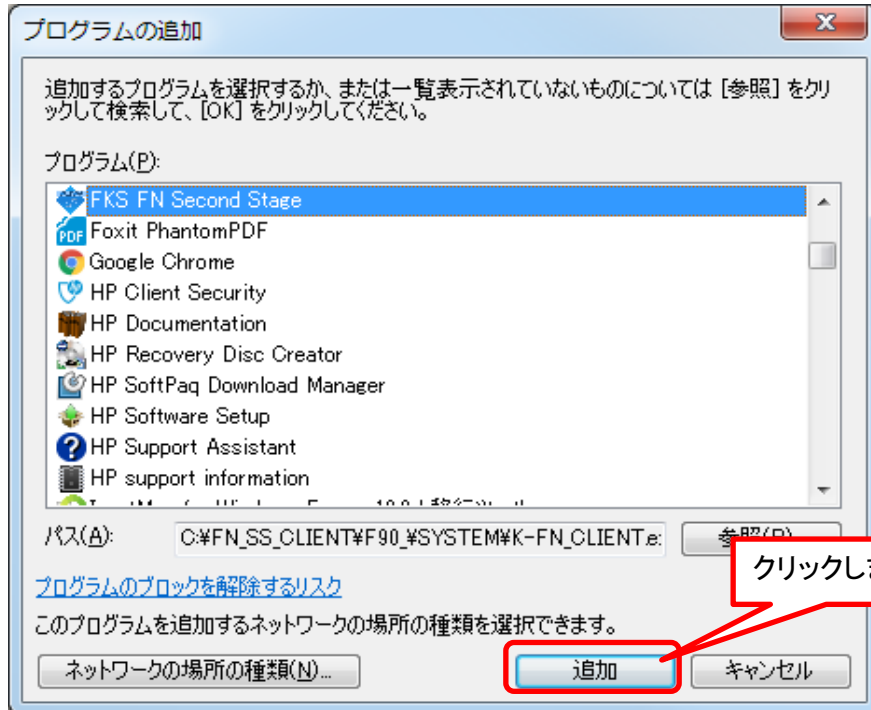 プログラムの追加
追加するプログラムを選択するか、または一覧表示されていないものについては [参照] をクリ
ックして検索して、[OK] をクリックしてください。
プログラム(P):
FKS FN Second Stage
Foxit PhantomPDF
PDF
Google Chrome
HP Client Security
HP Documentation
HP Recovery Disc Creator
HP SoftPaq Download Manager
HP Software Setup
HP Support Assistant
HP support information
パス(A):
C:¥FN_SS_CLIENT¥F90_¥SYSTEM¥K-FN_CLIENT.e
参照(R)...
クリックしま
プログラムのブロックを解除するリスク
このプログラムを追加するネットワークの場所の種類を選択できます。
ネットワークの場所の種類(N)...
追加
キャンセル